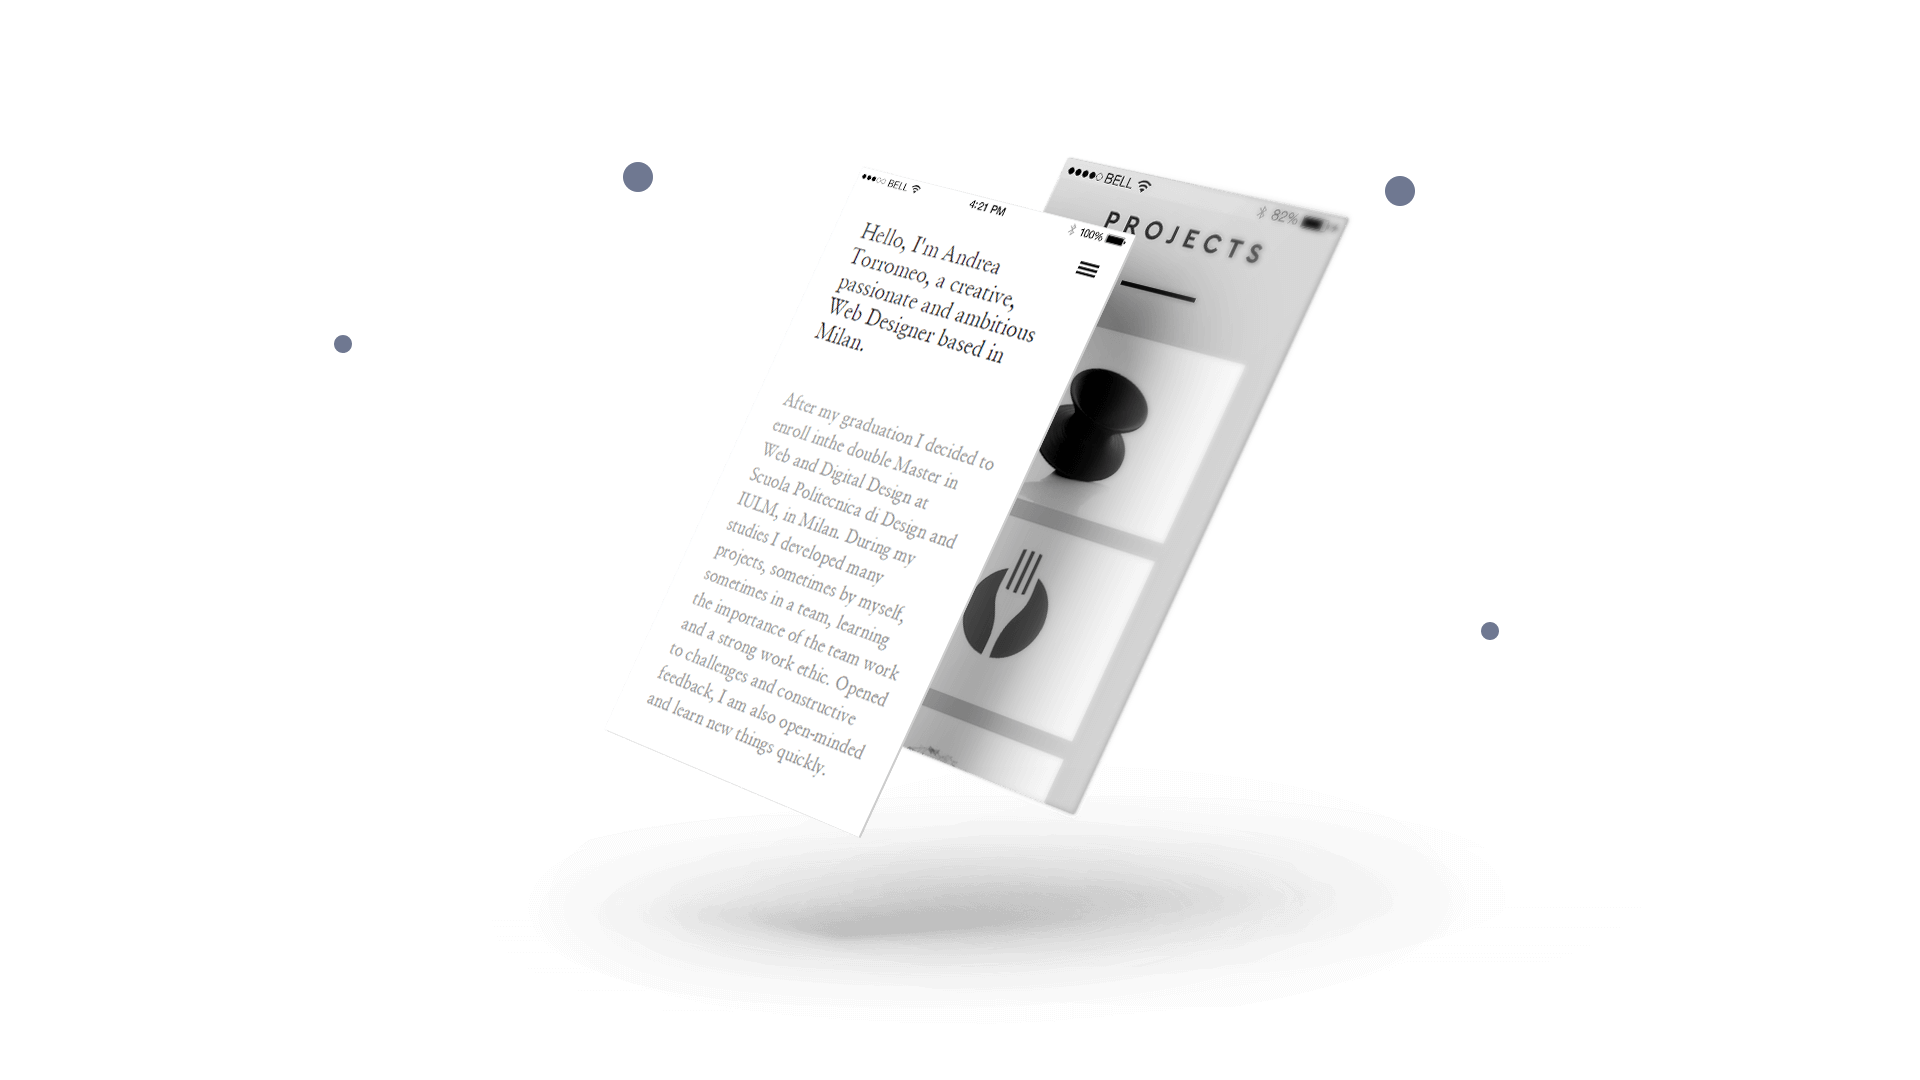 BELL
4:21 PM
100%
Hello, I'm Andrea
Torromeo, a creative,
passionate and ambitious
Web Designer based in
Milan.
After my graduation I decided to
enroll inthe double Master in
Web and Digital Design at
Scuola Politecnica di Design and
IULM, in Milan. During my
studies I developed many
projects, sometimes by myself,
sometimes in a team, learning
the importance of the team work
and a strong work ethic. Opened
to challenges and constructive
feedback, I am also open-minded
and learn new things quickly.
BELL
82%
PROJECTS